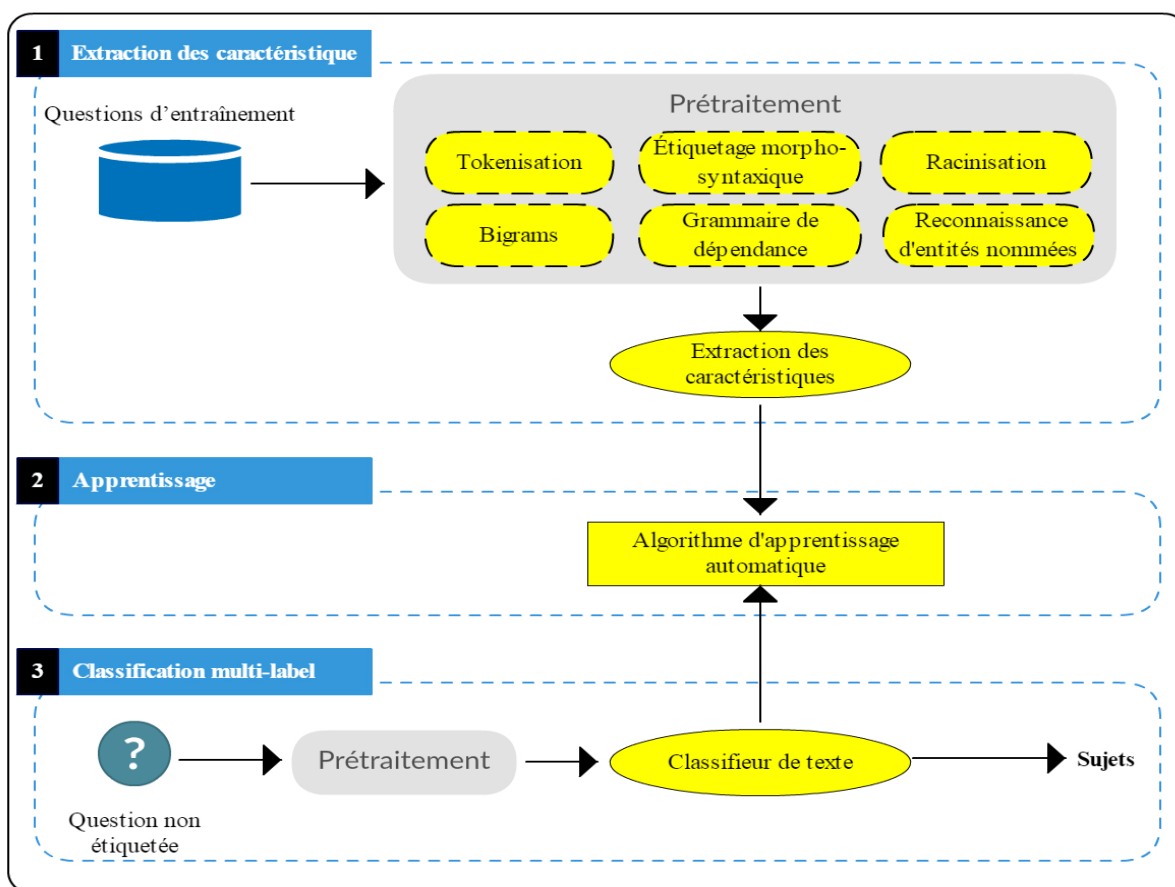 1 Extraction des caractéristique
Questions d’entraînement
Prétraitement
Tokenisation
Étiquetage morpho-
syntaxique
Racinisation
Bigrams
Grammaire de
dépendance
Reconnaissance
d'entités nommées
Extraction des
caractéristiques
2 Apprentissage
Algorithme d'apprentissage
automatique
3 Classification multi-label
?
Prétraitement
Classifieur de texte
Sujets
Question non
étiquetée